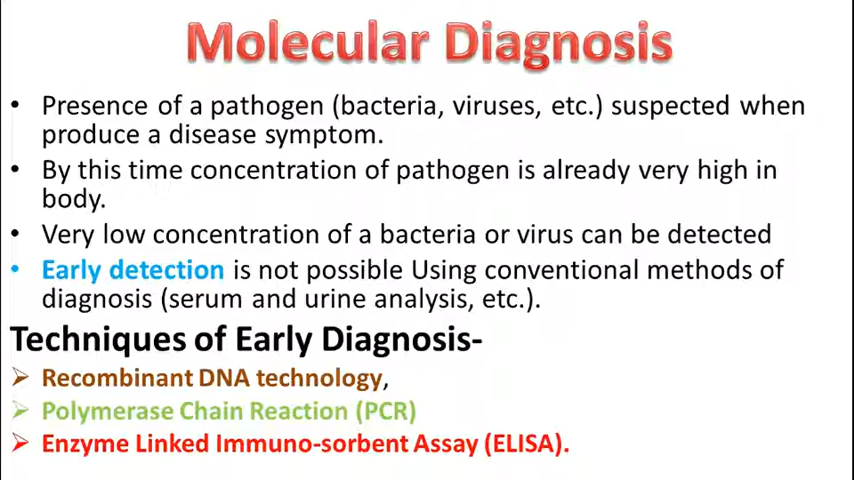 Molecular Diagnosis
• Presence of a pathogen (bacteria, viruses, etc.) suspected when
produce a disease symptom.
• By this time concentration of pathogen is already very high in
body.
• Very low concentration of a bacteria or virus can be detected
• Early detection is not possible Using conventional methods of
diagnosis (serum and urine analysis, etc.).
Techniques of Early Diagnosis-
➢ Recombinant DNA technology,
➢ Polymerase Chain Reaction (PCR)
➢ Enzyme Linked Immuno-sorbent Assay (ELISA).